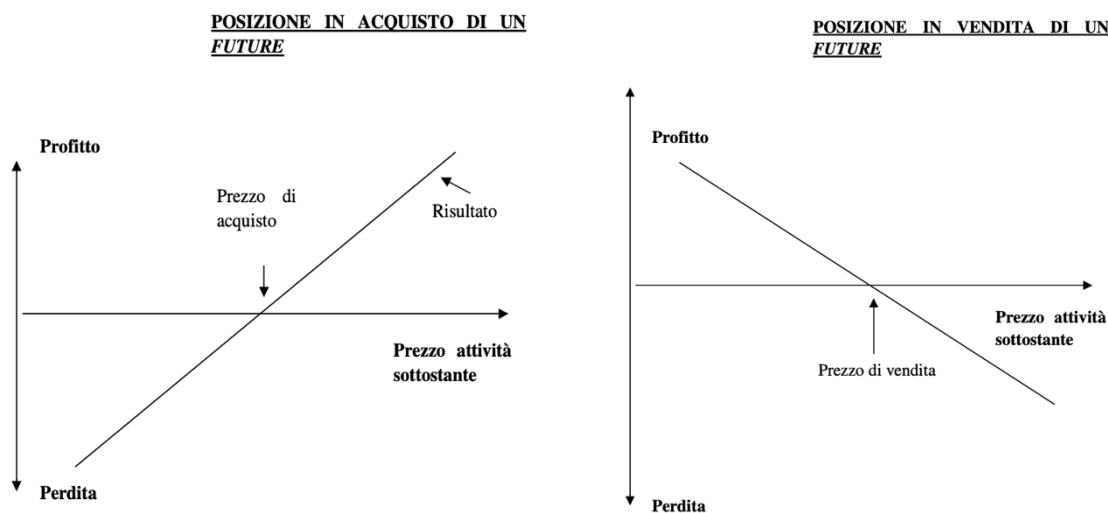 POSIZIONE IN ACQUISTO DI UN
FUTURE
Profitto
Prezzo di
acquisto
Risultato
Prezzo attività
sottostante
Perdita
POSIZIONE IN VENDITA DI UN
FUTURE
Profitto
Prezzo attività
sottostante
Prezzo di vendita
Perdita